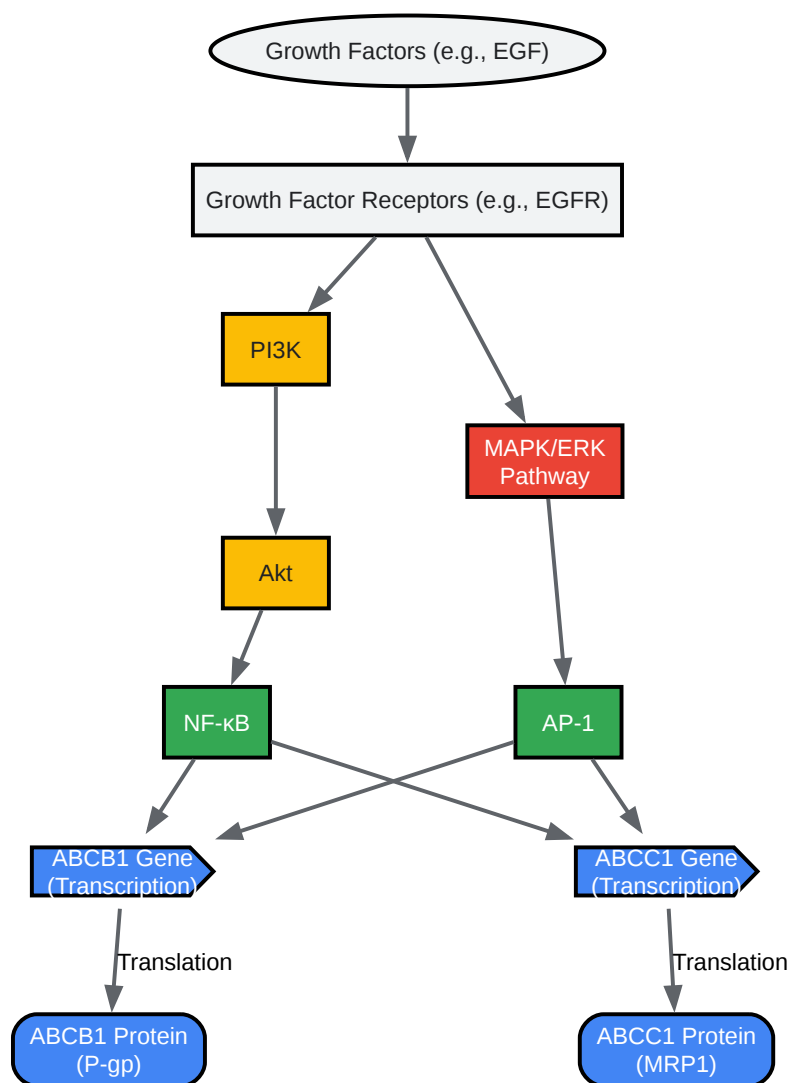 Growth Factors (e.g., EGF)
Growth Factor Receptors (e.g., EGFR)
PI3K
MAPK/ERK
Pathway
Akt
NF-κB
AP-1
ABCB1 Gene
(Transcription)
ABCC1 Gene
(Transcription)
Translation
Translation
ABCB1 Protein
(P-gp)
ABCC1 Protein
(MRP1)